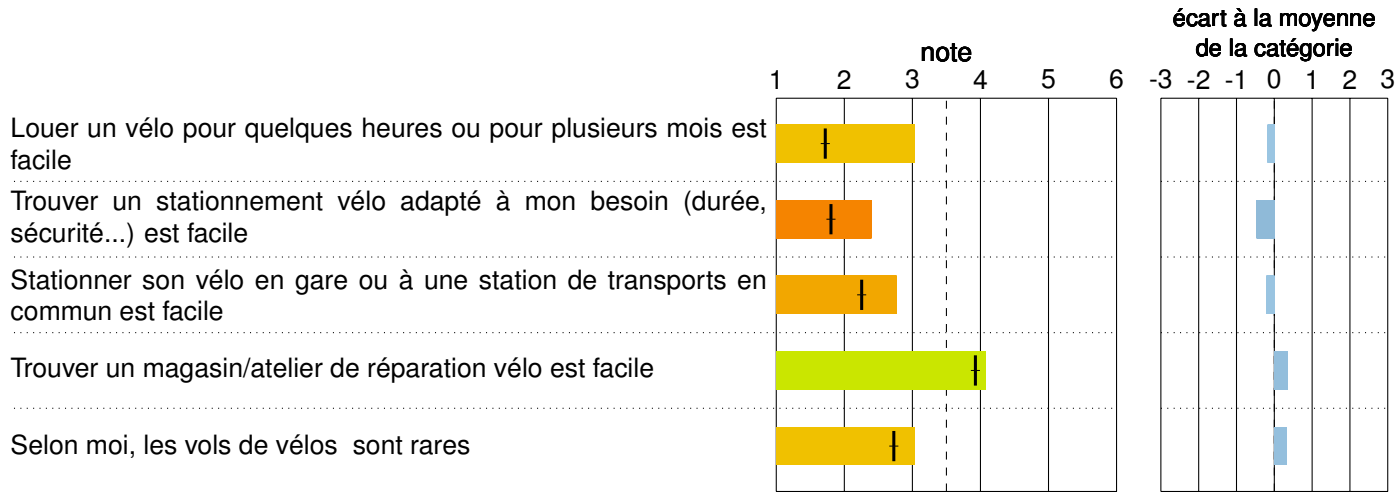 écart à la moyenne
note de la catégorie
1 2 3 4 5 6 -3 -2 -1 0 1 2 3
Louer un vélo pour quelques heures ou pour plusieurs mois est
facile
Trouver un stationnement vélo adapté à mon besoin (durée,
sécurité...) est facile
Stationner son vélo en gare ou à une station de transports en
commun est facile
Trouver un magasin/atelier de réparation vélo est facile
Selon moi, les vols de vélos sont rares